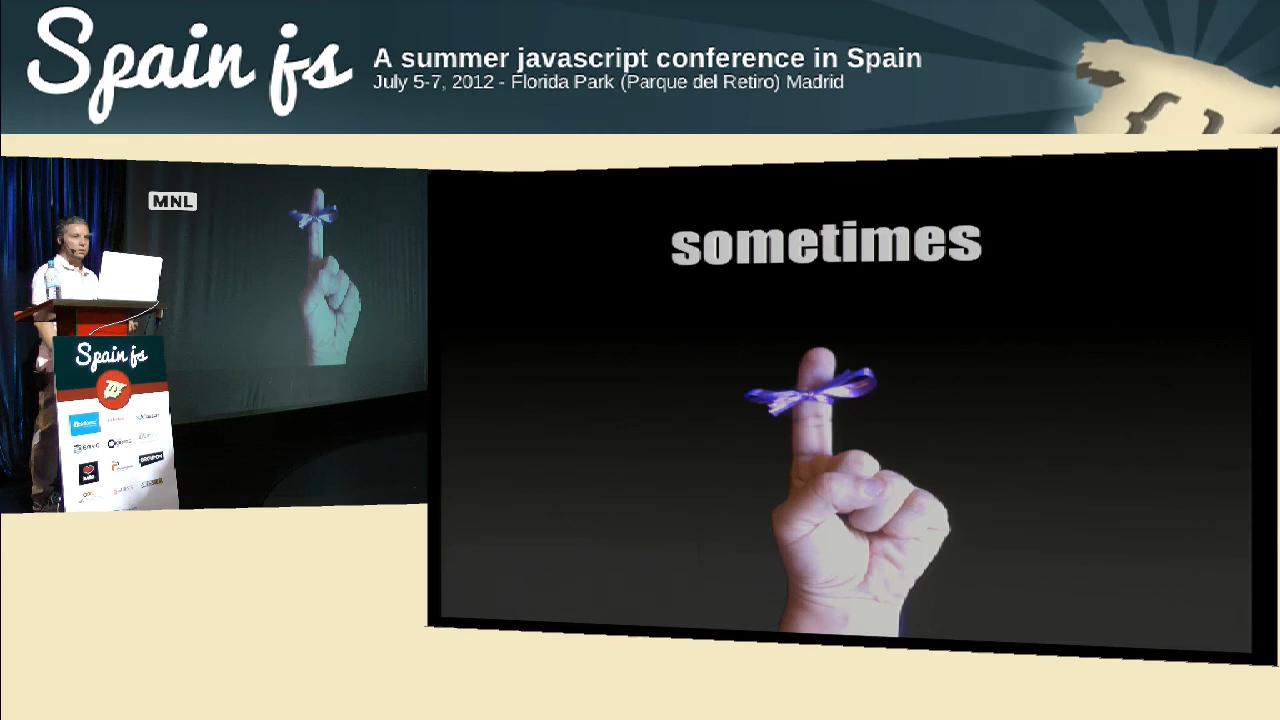 Spain js
A summer javascript conference in Spain
July 5-7, 2012 - Florida Park (Parque del Retiro) Madrid
MNL
sometimes
Spain js
GROUPON